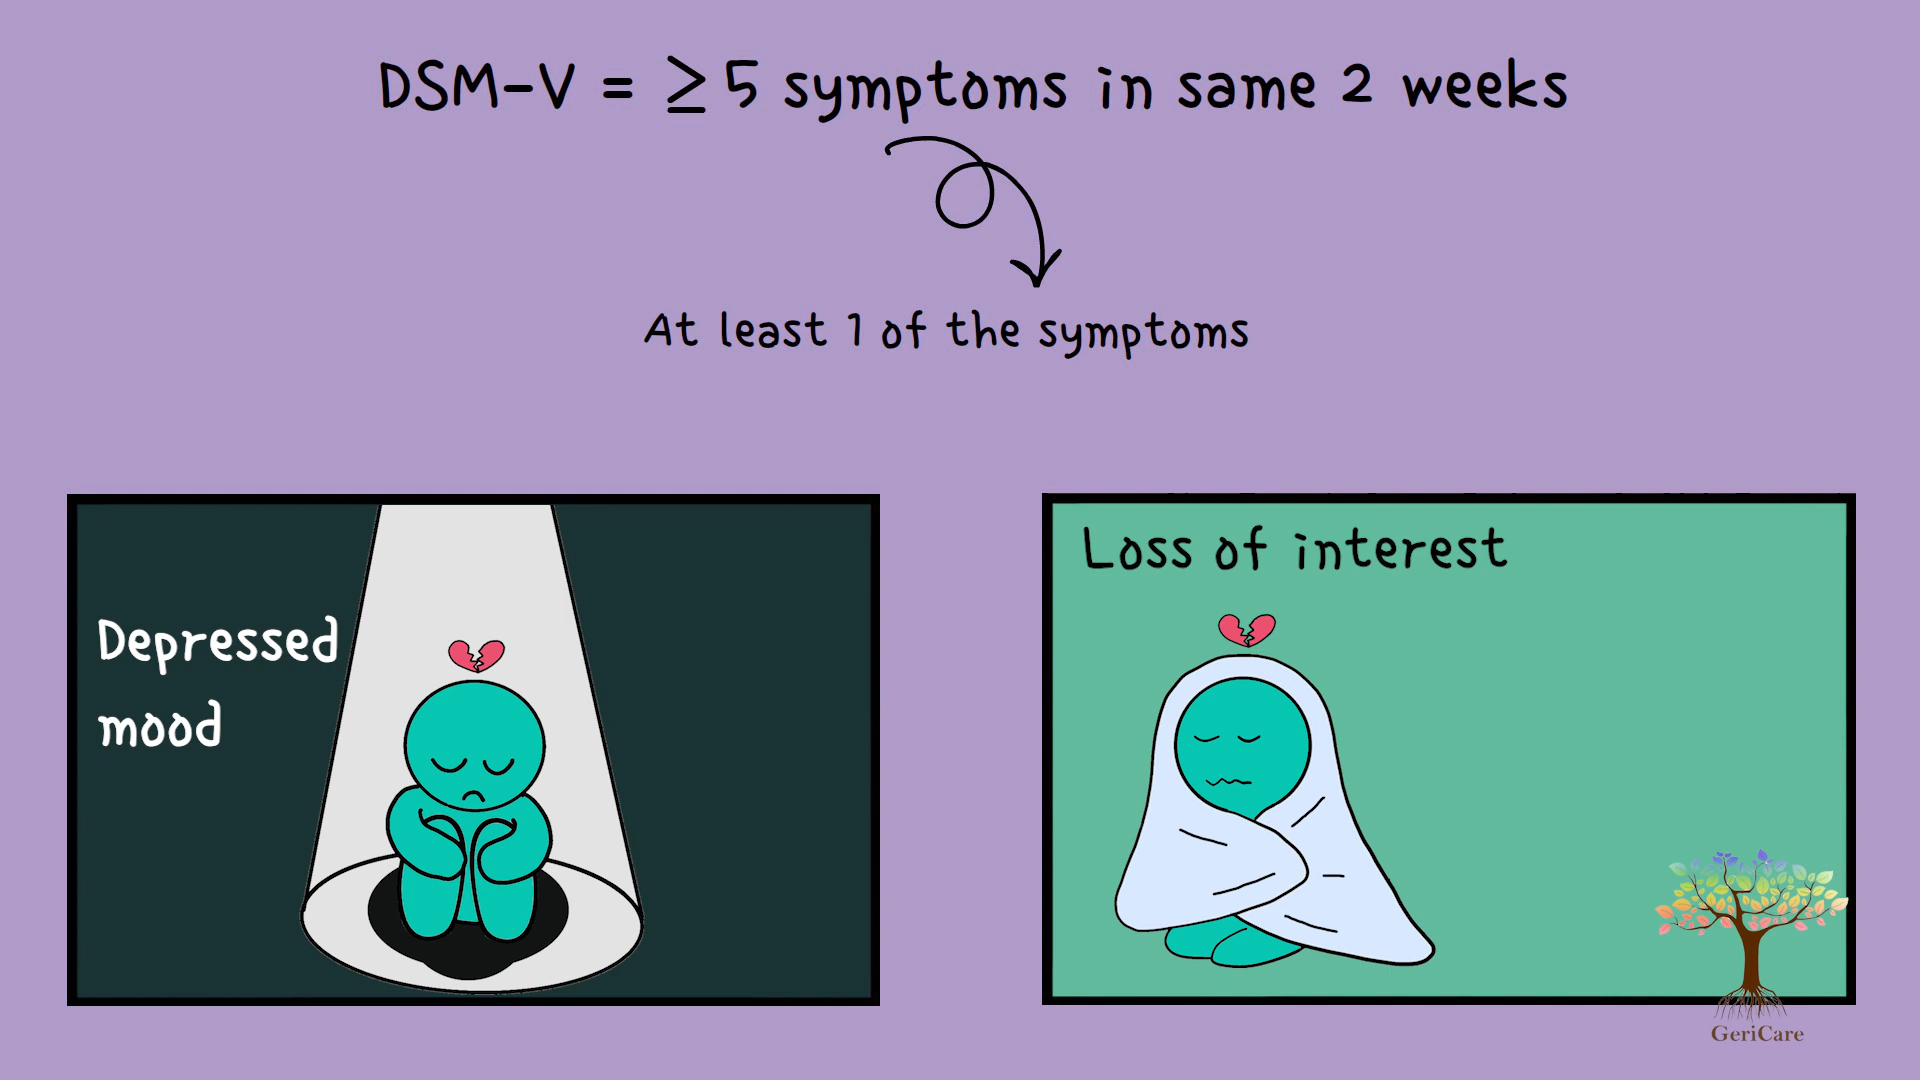 DSM-V = ≥5 symptoms in same 2 weeks
At least 1 of the symptoms
Depressed
mood
Loss of interest
GeriCare